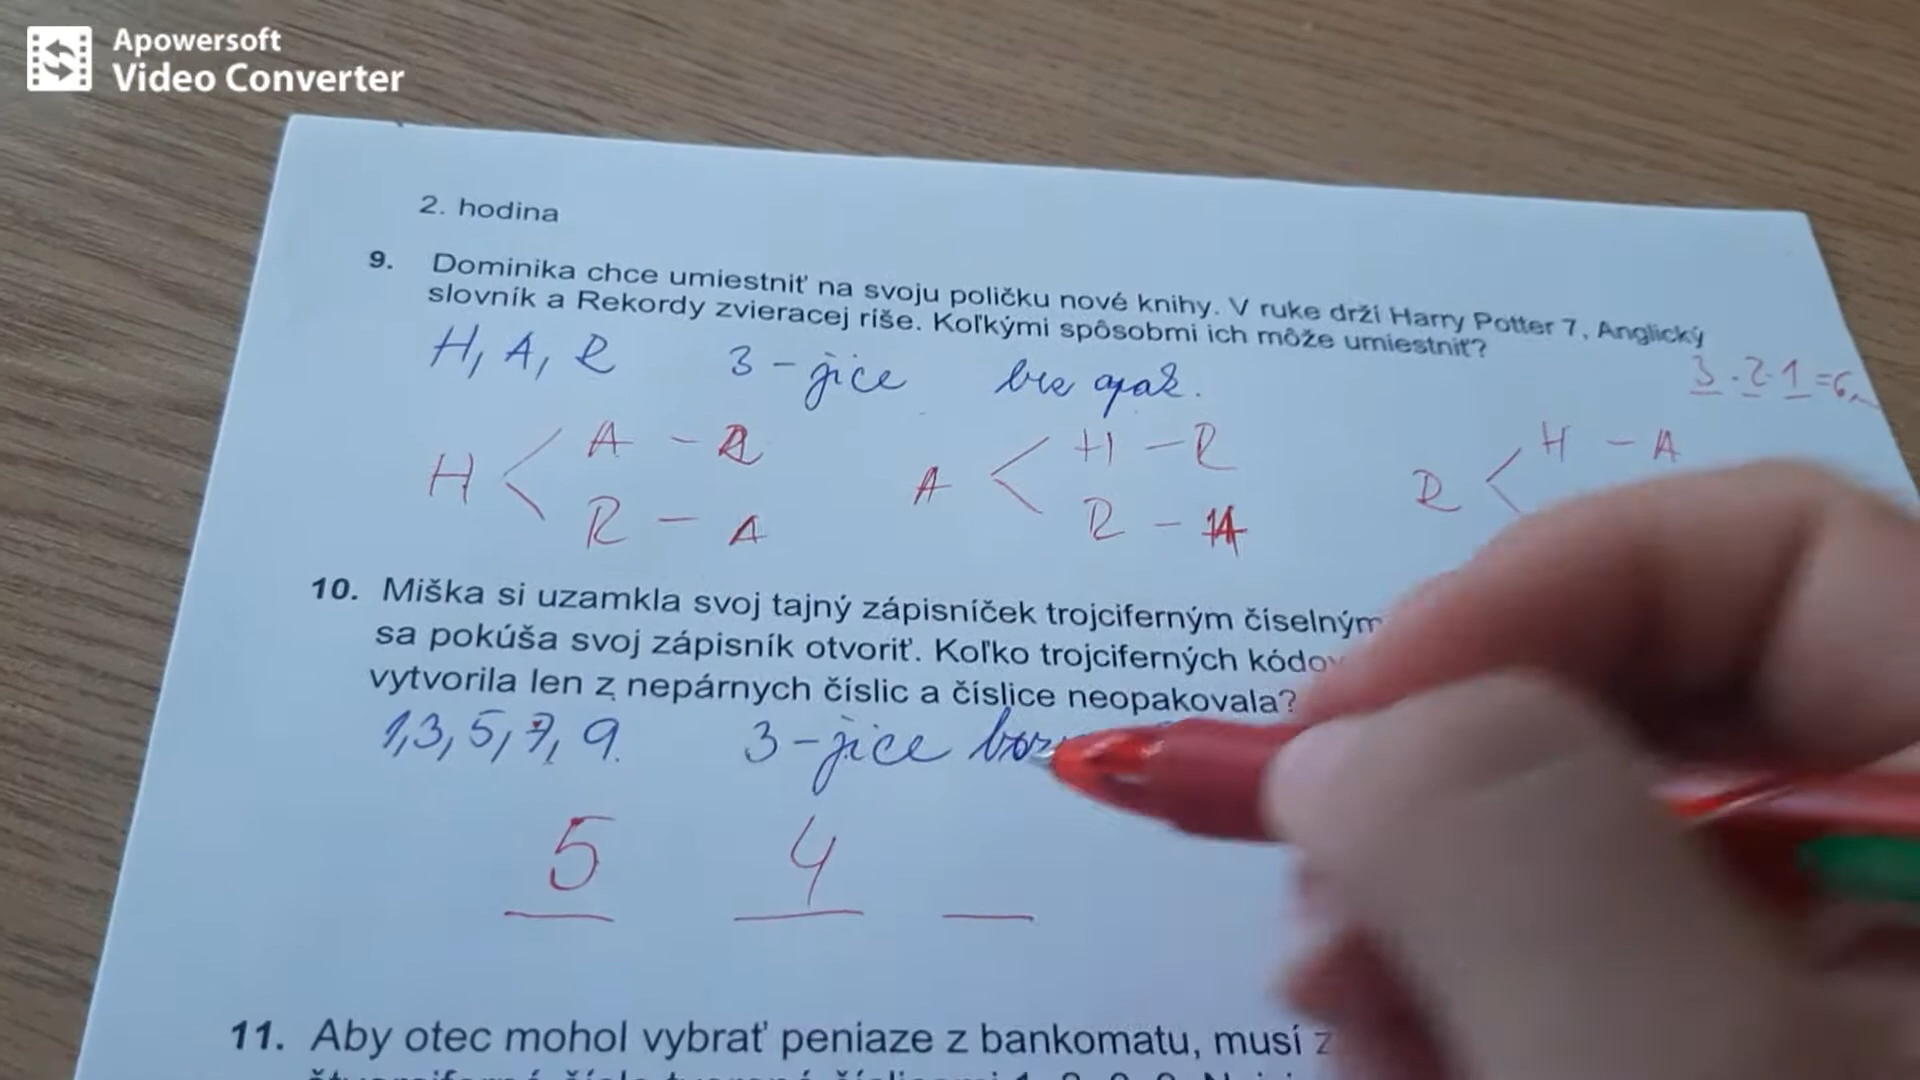 Apowersoft
Video Converter
2. hodina
9. Dominika chce umiestniť na svoju poličku nové knihy. V ruke drží Harry Potter 7, Anglický
slovník a Rekordy zvieracej ríše. Koľkými spôsobmi ich môže umiestniť?
H, A, R 3-jice bez opak.
3 · 2 · 1 = 6
H < A - R
R - A
A < H - R
R - H
R < H - A
10. Miška si uzamkla svoj tajný zápisníček trojciferným číselným
sa pokúša svoj zápisník otvoriť. Koľko trojciferných kódov
vytvorila len z nepárnych číslic a číslice neopakovala?
1, 3, 5, 7, 9. 3-jice bez
5 4
11. Aby otec mohol vybrať peniaze z bankomatu, musí